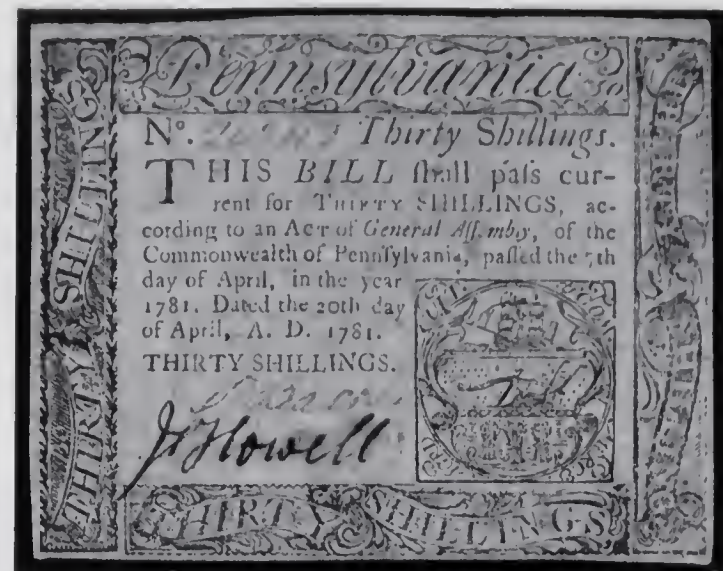 Pennsylvania
No. Thirty Shillings.
THIS BILL ſhall paſs cur-
rent for THIRTY SHILLINGS, ac-
cording to an ACT of General Aſſembly, of the
Commonwealth of Pennſylvania, paſſed the 7th
day of April, in the year
1781. Dated the 20th day
of April, A. D. 1781.
THIRTY SHILLINGS.
J. Howell
THIRTY SHILLINGS
THIRTY SHILLINGS